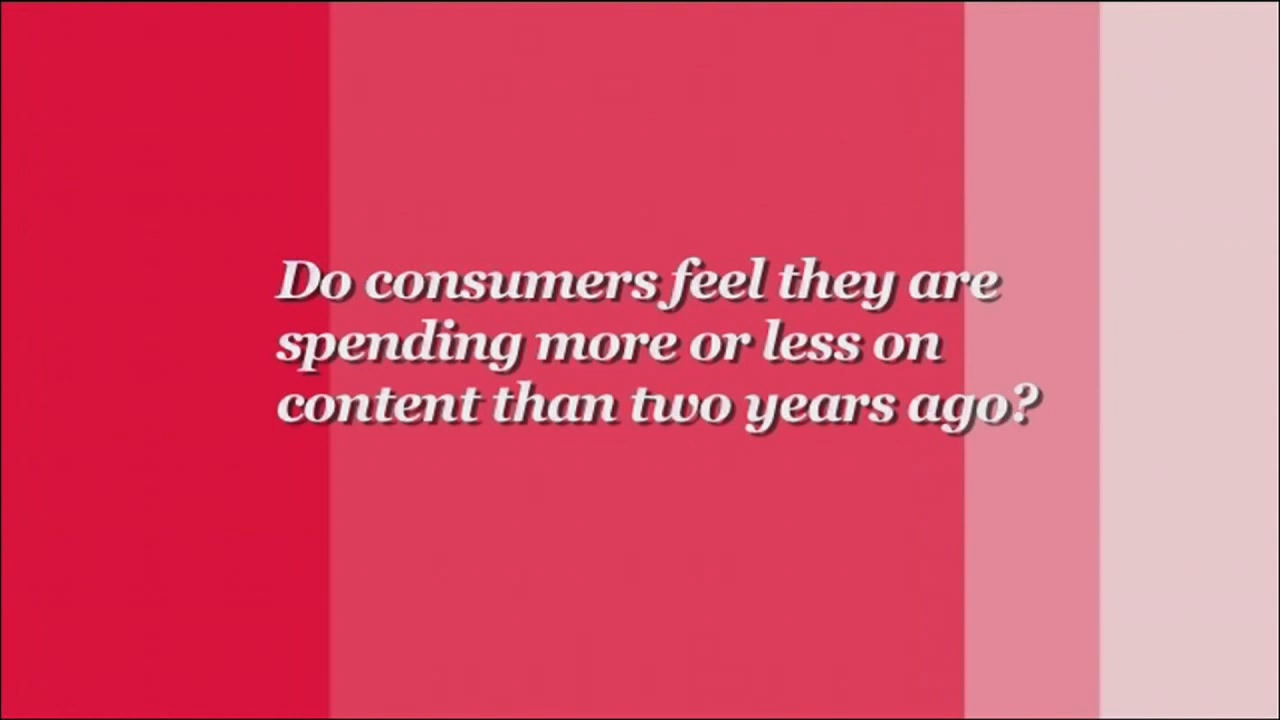 Do consumers feel they are
spending more or less on
content than two years ago?